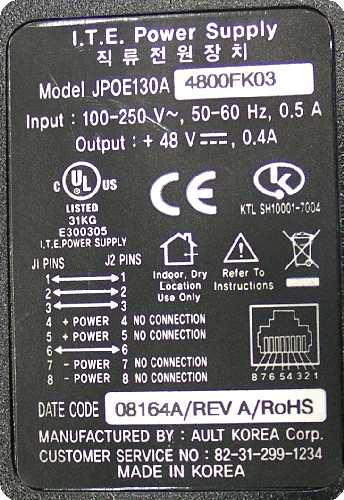 I.T.E. Power Supply
직류전원장치
Model JPOE130A 4800FK03
Input : 100-250 V~, 50-60 Hz, 0.5 A
Output : + 48 V⎓, 0.4A
C UL US
LISTED
31KG
E300305
I.T.E.POWER SUPPLY
CE
K
KTL SH10001-7004
Indoor, Dry
Location
Use Only
Refer To
Instructions
J1 PINS J2 PINS
1 1
2 2
3 3
4 + POWER 4 NO CONNECTION
5 + POWER 5 NO CONNECTION
6 6
7 - POWER 7 NO CONNECTION
8 - POWER 8 NO CONNECTION
8 7 6 5 4 3 2 1
DATE CODE 08164A/REV A/RoHS
MANUFACTURED BY : AULT KOREA Corp.
CUSTOMER SERVICE NO : 82-31-299-1234
MADE IN KOREA